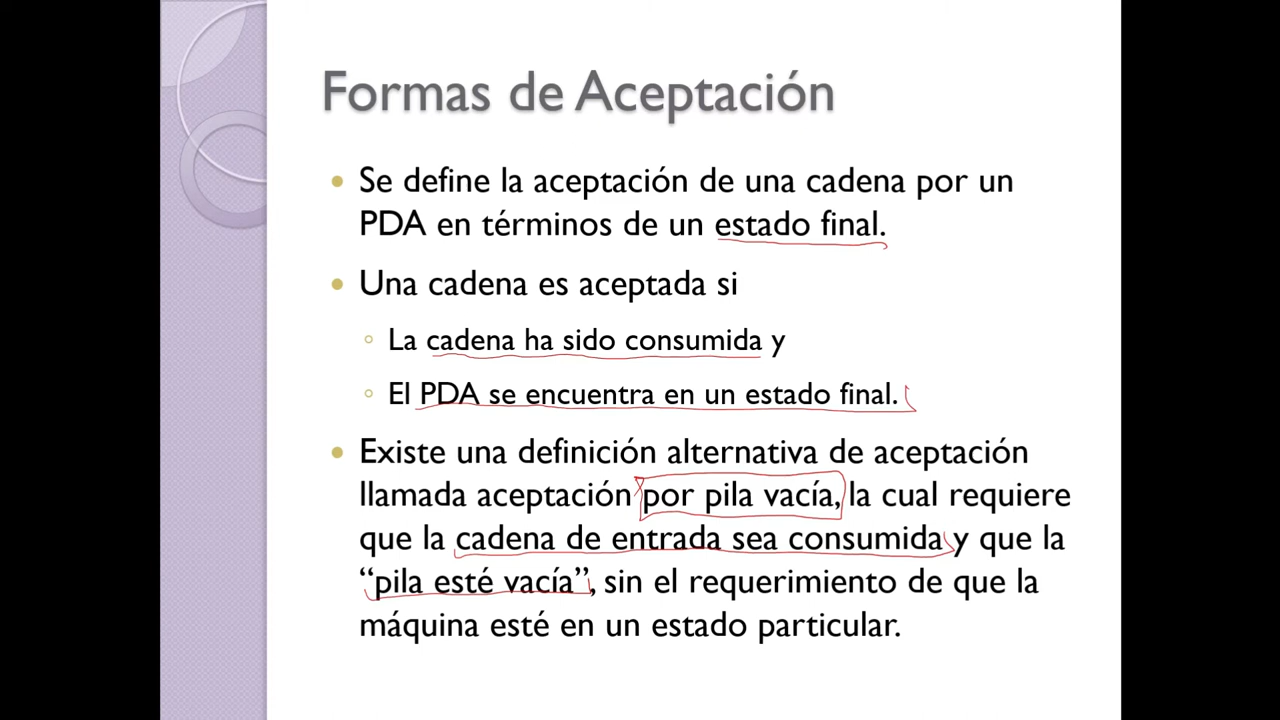 Formas de Aceptación
• Se define la aceptación de una cadena por un
PDA en términos de un estado final.
• Una cadena es aceptada si
◦ La cadena ha sido consumida y
◦ El PDA se encuentra en un estado final.
• Existe una definición alternativa de aceptación
llamada aceptación por pila vacía, la cual requiere
que la cadena de entrada sea consumida y que la
“pila esté vacía”, sin el requerimiento de que la
máquina esté en un estado particular.